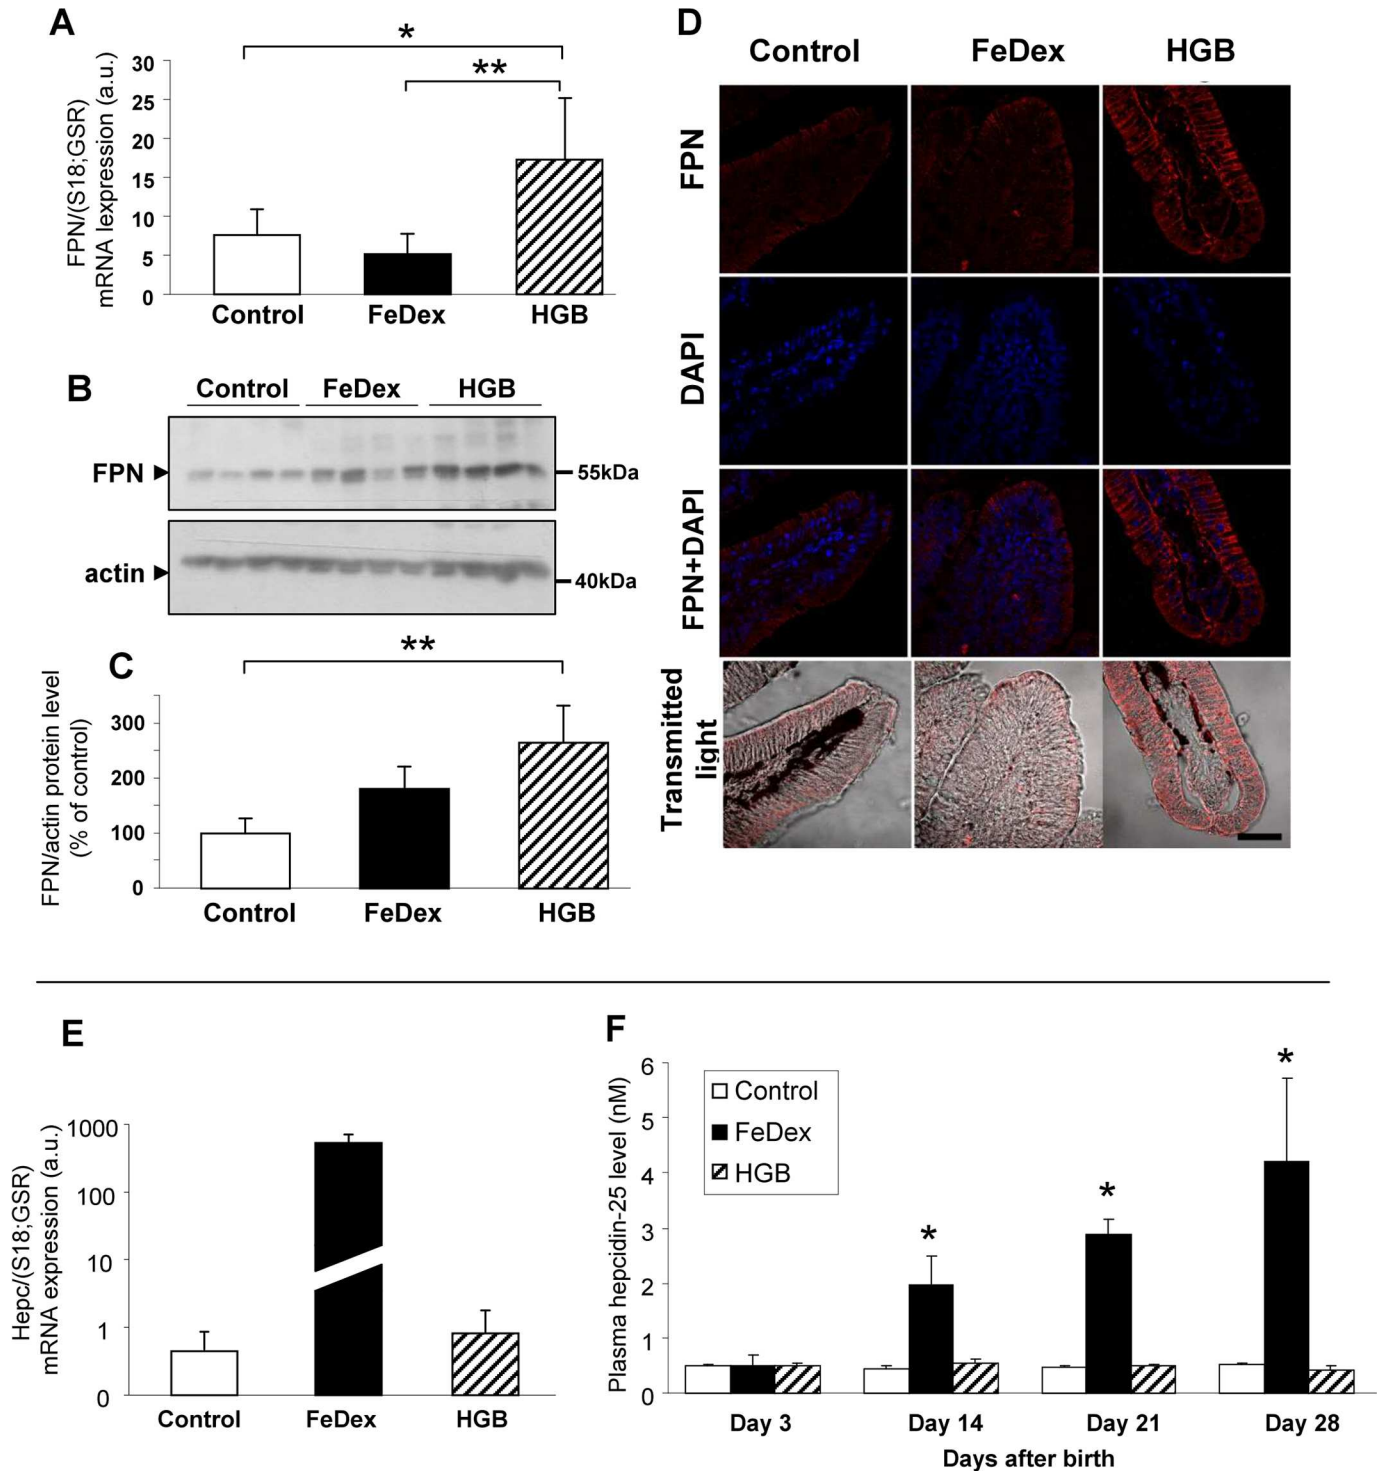 A
FPNl/(S18;GSR)
mRNA lexpression (a.u.)
30
25
20
15
10
5
0
*
**
Control FeDex HGB
B
Control FeDex HGB
FPN
55kDa
actin
40kDa
C
FPN/actin protein level
(% of control)
300
200
100
0
**
Control FeDex HGB
D
Control FeDex HGB
FPN
DAPI
FPN+DAPI
Transmitted
light
E
Hepc/(S18;GSR)
mRNA expression (a.u.)
1000
100
10
1
0
Control FeDex HGB
F
Plasma hepcidin-25 level (nM)
6
5
4
3
2
1
0
Control
FeDex
HGB
*
*
*
Day 3 Day 14 Day 21 Day 28
Days after birth